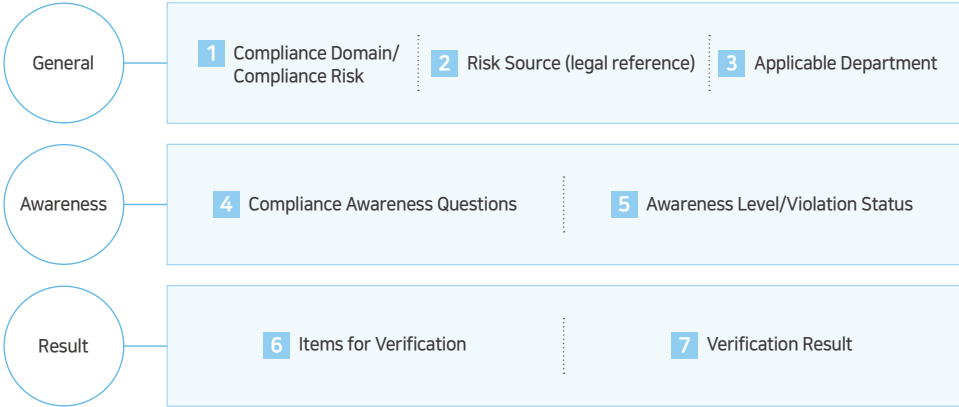 General
1 Compliance Domain/
Compliance Risk
2 Risk Source (legal reference)
3 Applicable Department
Awareness
4 Compliance Awareness Questions
5 Awareness Level/Violation Status
Result
6 Items for Verification
7 Verification Result